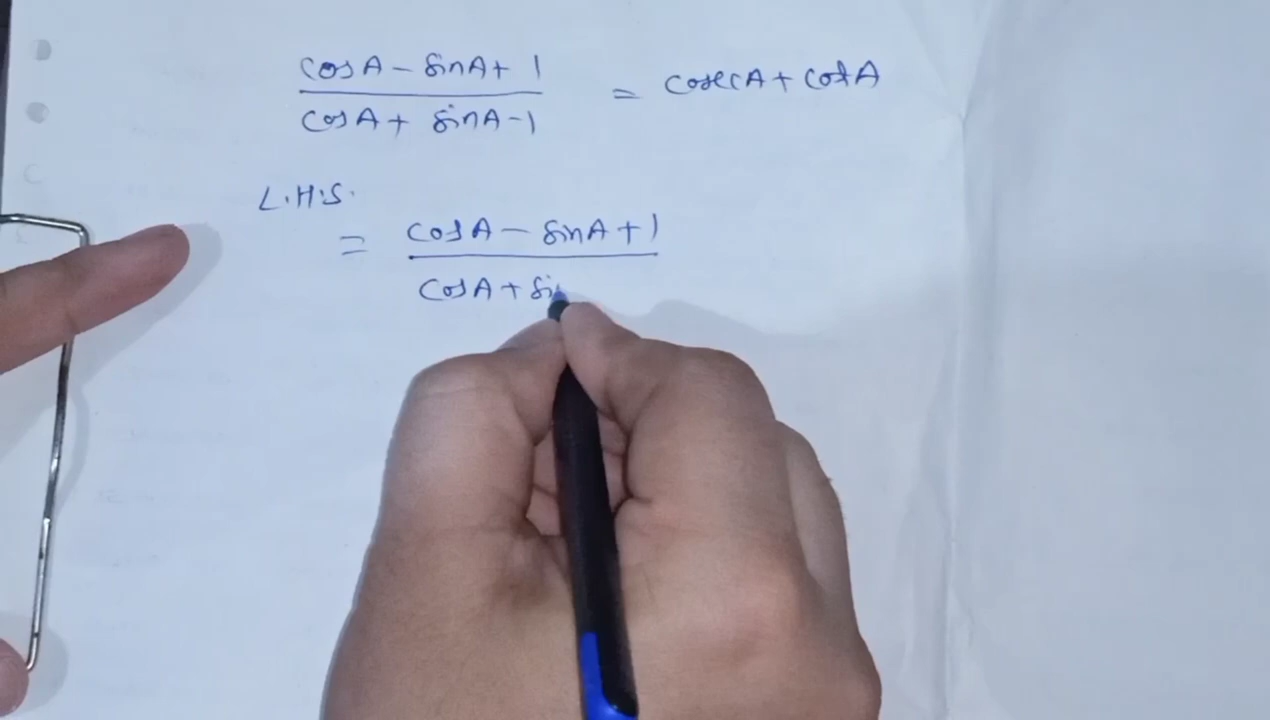 cosA - sinA + 1
cosA + sinA - 1
= cosecA + cotA
L.H.S.
= cosA - sinA + 1
cosA + si